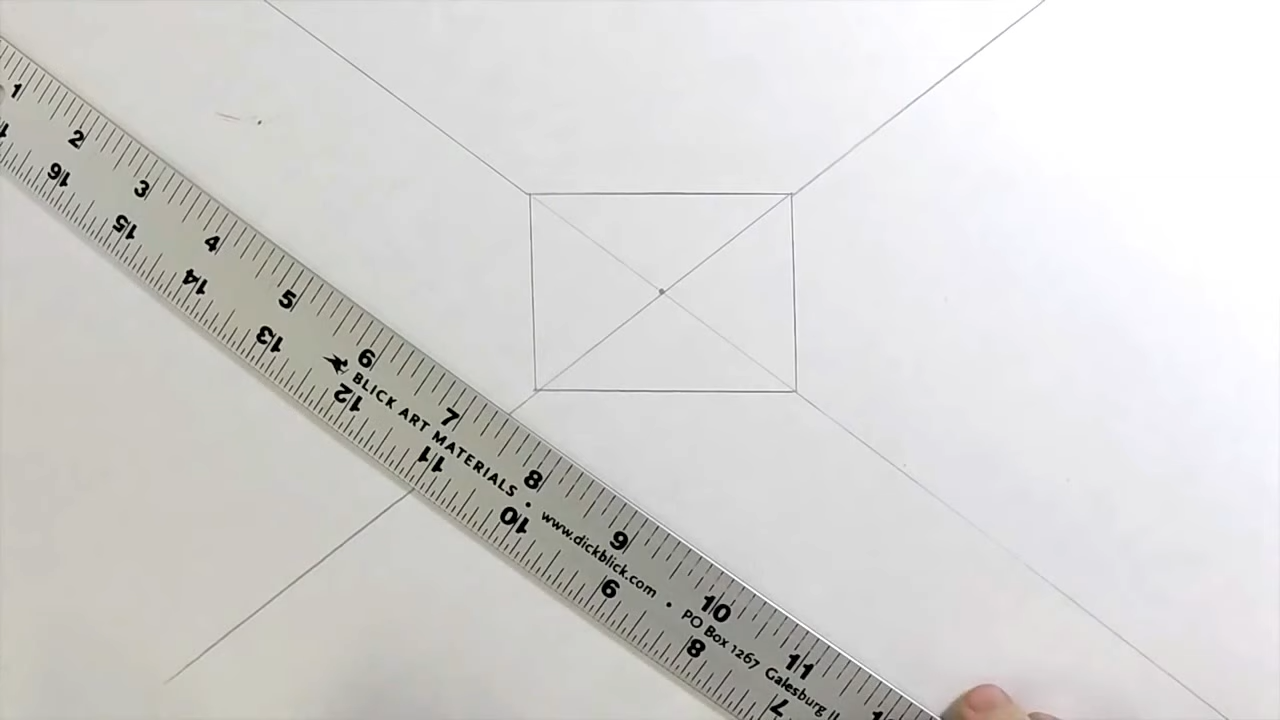 1 2 3 4 5 6 7 8 9 10 11
16 15 14 13 12 11 10 9 8 7
BLICK ART MATERIALS • www.dickblick.com • PO Box 1267 Galesburg